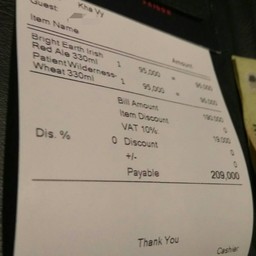 Guest: Kha Vy
Item Name Amount
Bright Earth Irish
Red Ale 330ml 1 95,000 = 95,000
Patient Wilderness
Wheat 330ml 1 95,000 = 95,000
Bill Amount 190,000
Item Discount 0
VAT 10% 19,000
Dis. % 0 Discount 0
+/- 0
Payable 209,000
Thank You
Cashier